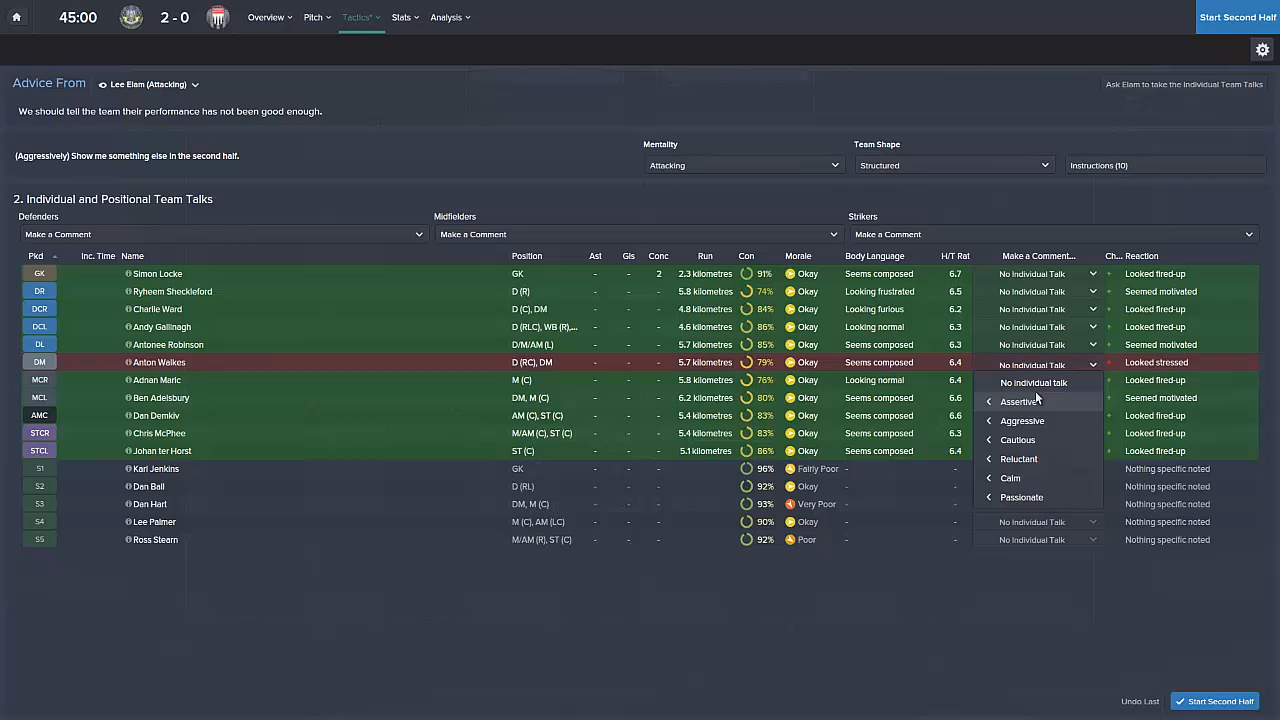 45:00 2 - 0 Overview Pitch Tactics* Stats Analysis Start Second Half
Advice From Lee Elam (Attacking) Ask Elam to take the Individual Team Talks
We should tell the team their performance has not been good enough.
Mentality Team Shape
(Aggressively) Show me something else in the second half.
Attacking Structured Instructions (10)
2. Individual and Positional Team Talks
Defenders Midfielders Strikers
Make a Comment Make a Comment Make a Comment
Pkd Inc. Time Name Position Ast Gls Conc Run Con Morale Body Language H/T Rat Make a Comment... Ch... Reaction
GK Simon Locke GK - - 2 2.3 kilometres 91% Okay Seems composed 6.7 No Individual Talk Looked fired-up
DR Ryheem Sheckleford D (R) - - - 5.8 kilometres 74% Okay Looking frustrated 6.5 No Individual Talk Seemed motivated
DCR Charlie Ward D (C), DM - - - 4.8 kilometres 84% Okay Looking furious 6.2 No Individual Talk Looked fired-up
DCL Andy Gallinagh D (RLC), WB (R),... - - - 4.6 kilometres 86% Okay Looking normal 6.3 No Individual Talk Looked fired-up
DL Antonee Robinson D/M/AM (L) - - - 5.7 kilometres 85% Okay Seems composed 6.3 No Individual Talk Seemed motivated
DM Anton Walkes D (RC), DM - - - 5.7 kilometres 79% Okay Seems composed 6.4 No Individual Talk Looked stressed
MCR Adnan Maric M (C) - - - 5.8 kilometres 76% Okay Looking normal 6.4 No individual talk Looked fired-up
MCL Ben Adelsbury DM, M (C) - - - 6.2 kilometres 80% Okay Seems composed 6.6 Assertive Seemed motivated
AMC Dan Demkiv AM (C), ST (C) - - - 5.4 kilometres 83% Okay Seems composed 6.6 Aggressive Looked fired-up
STCR Chris McPhee M/AM (C), ST (C) - - - 5.4 kilometres 83% Okay Seems composed 6.3 Cautious Looked fired-up
STCL Johan ter Horst ST (C) - - - 5.1 kilometres 86% Okay Seems composed 6.4 Reluctant Looked fired-up
S1 Karl Jenkins GK - - - 96% Fairly Poor - - Calm Nothing specific noted
S2 Dan Ball D (RL) - - - 92% Okay - - Passionate Nothing specific noted
S3 Dan Hart DM, M (C) - - - 93% Very Poor - - Nothing specific noted
S4 Lee Palmer M (C), AM (LC) - - - 90% Okay - - No Individual Talk Nothing specific noted
S5 Ross Stearn M/AM (R), ST (C) - - - 92% Poor - - No Individual Talk Nothing specific noted
Undo Last Start Second Half